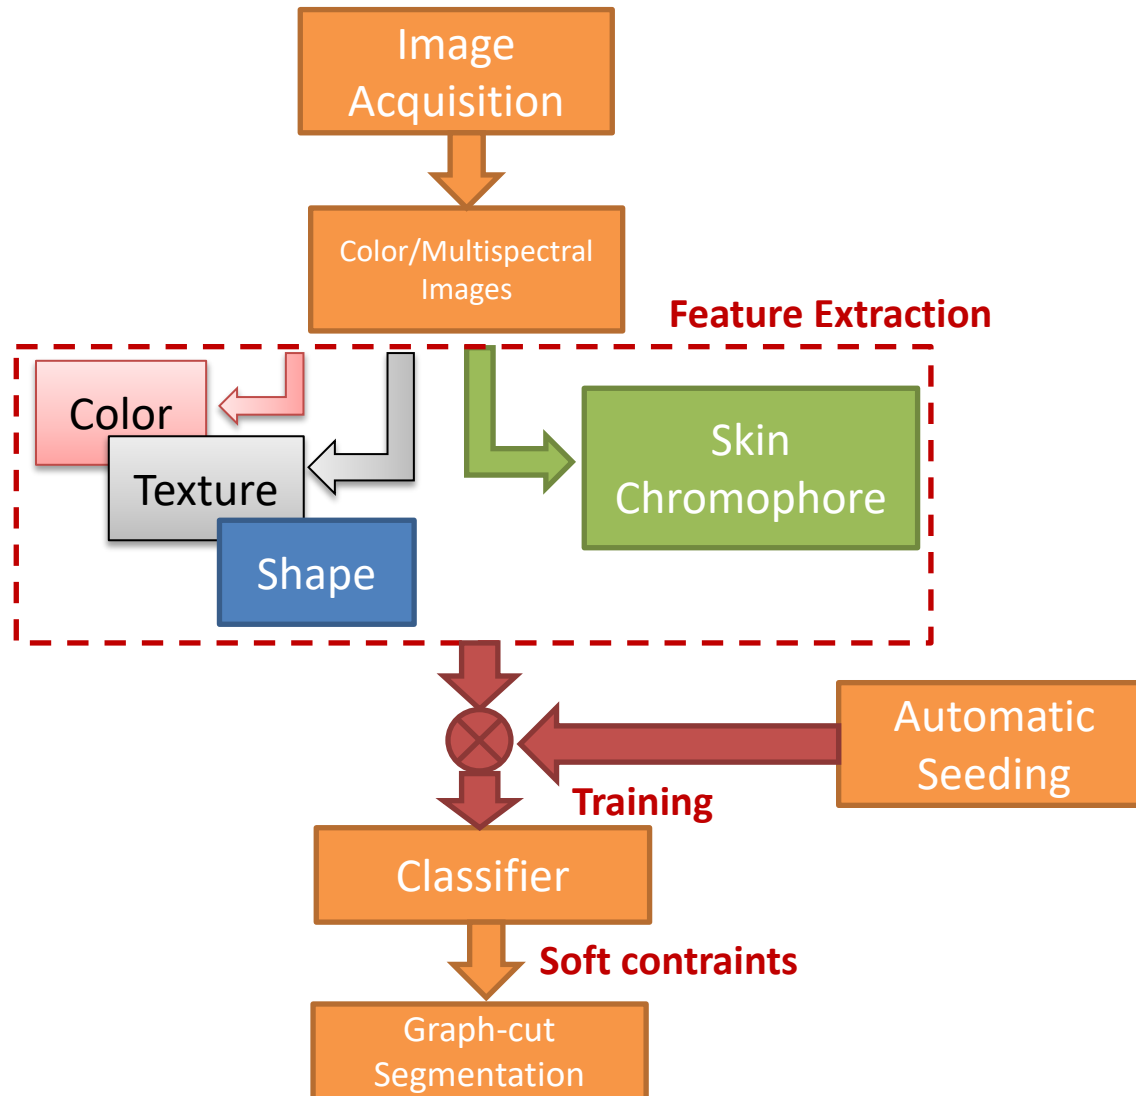 Image
Acquisition
Color/Multispectral
Images
Feature Extraction
Color
Texture
Shape
Skin
Chromophore
Automatic
Seeding
Training
Classifier
Soft contraints
Graph-cut
Segmentation